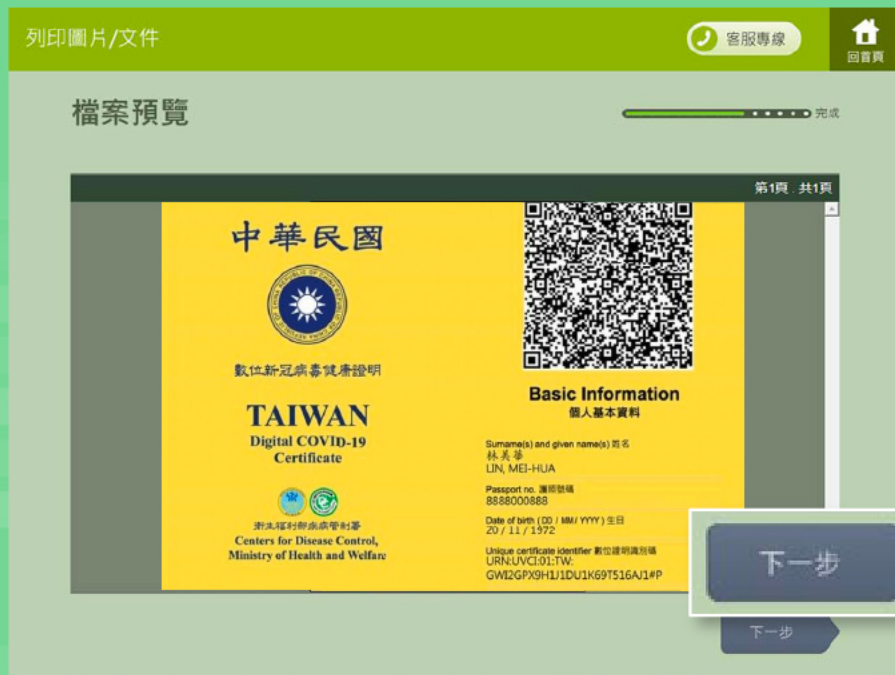 列印圖片/文件
客服專線
回首頁
檔案預覽
完成
第1頁 共1頁
中華民國
數位新冠病毒健康證明
TAIWAN
Digital COVID-19
Certificate
衛生福利部疾病管制署
Centers for Disease Control,
Ministry of Health and Welfare
Basic Information
個人基本資料
Surname(s) and given name(s) 姓名
林美華
LIN, MEI-HUA
Passport no. 護照號碼
8888000888
Date of birth ( DD / MM / YYYY ) 生日
20 / 11 / 1972
Unique certificate identifier 數位證明識別碼
URN:UVCI:01:TW:
GWI2GPX9H1J1DU1K69T516AJ1#P
下一步
下一步